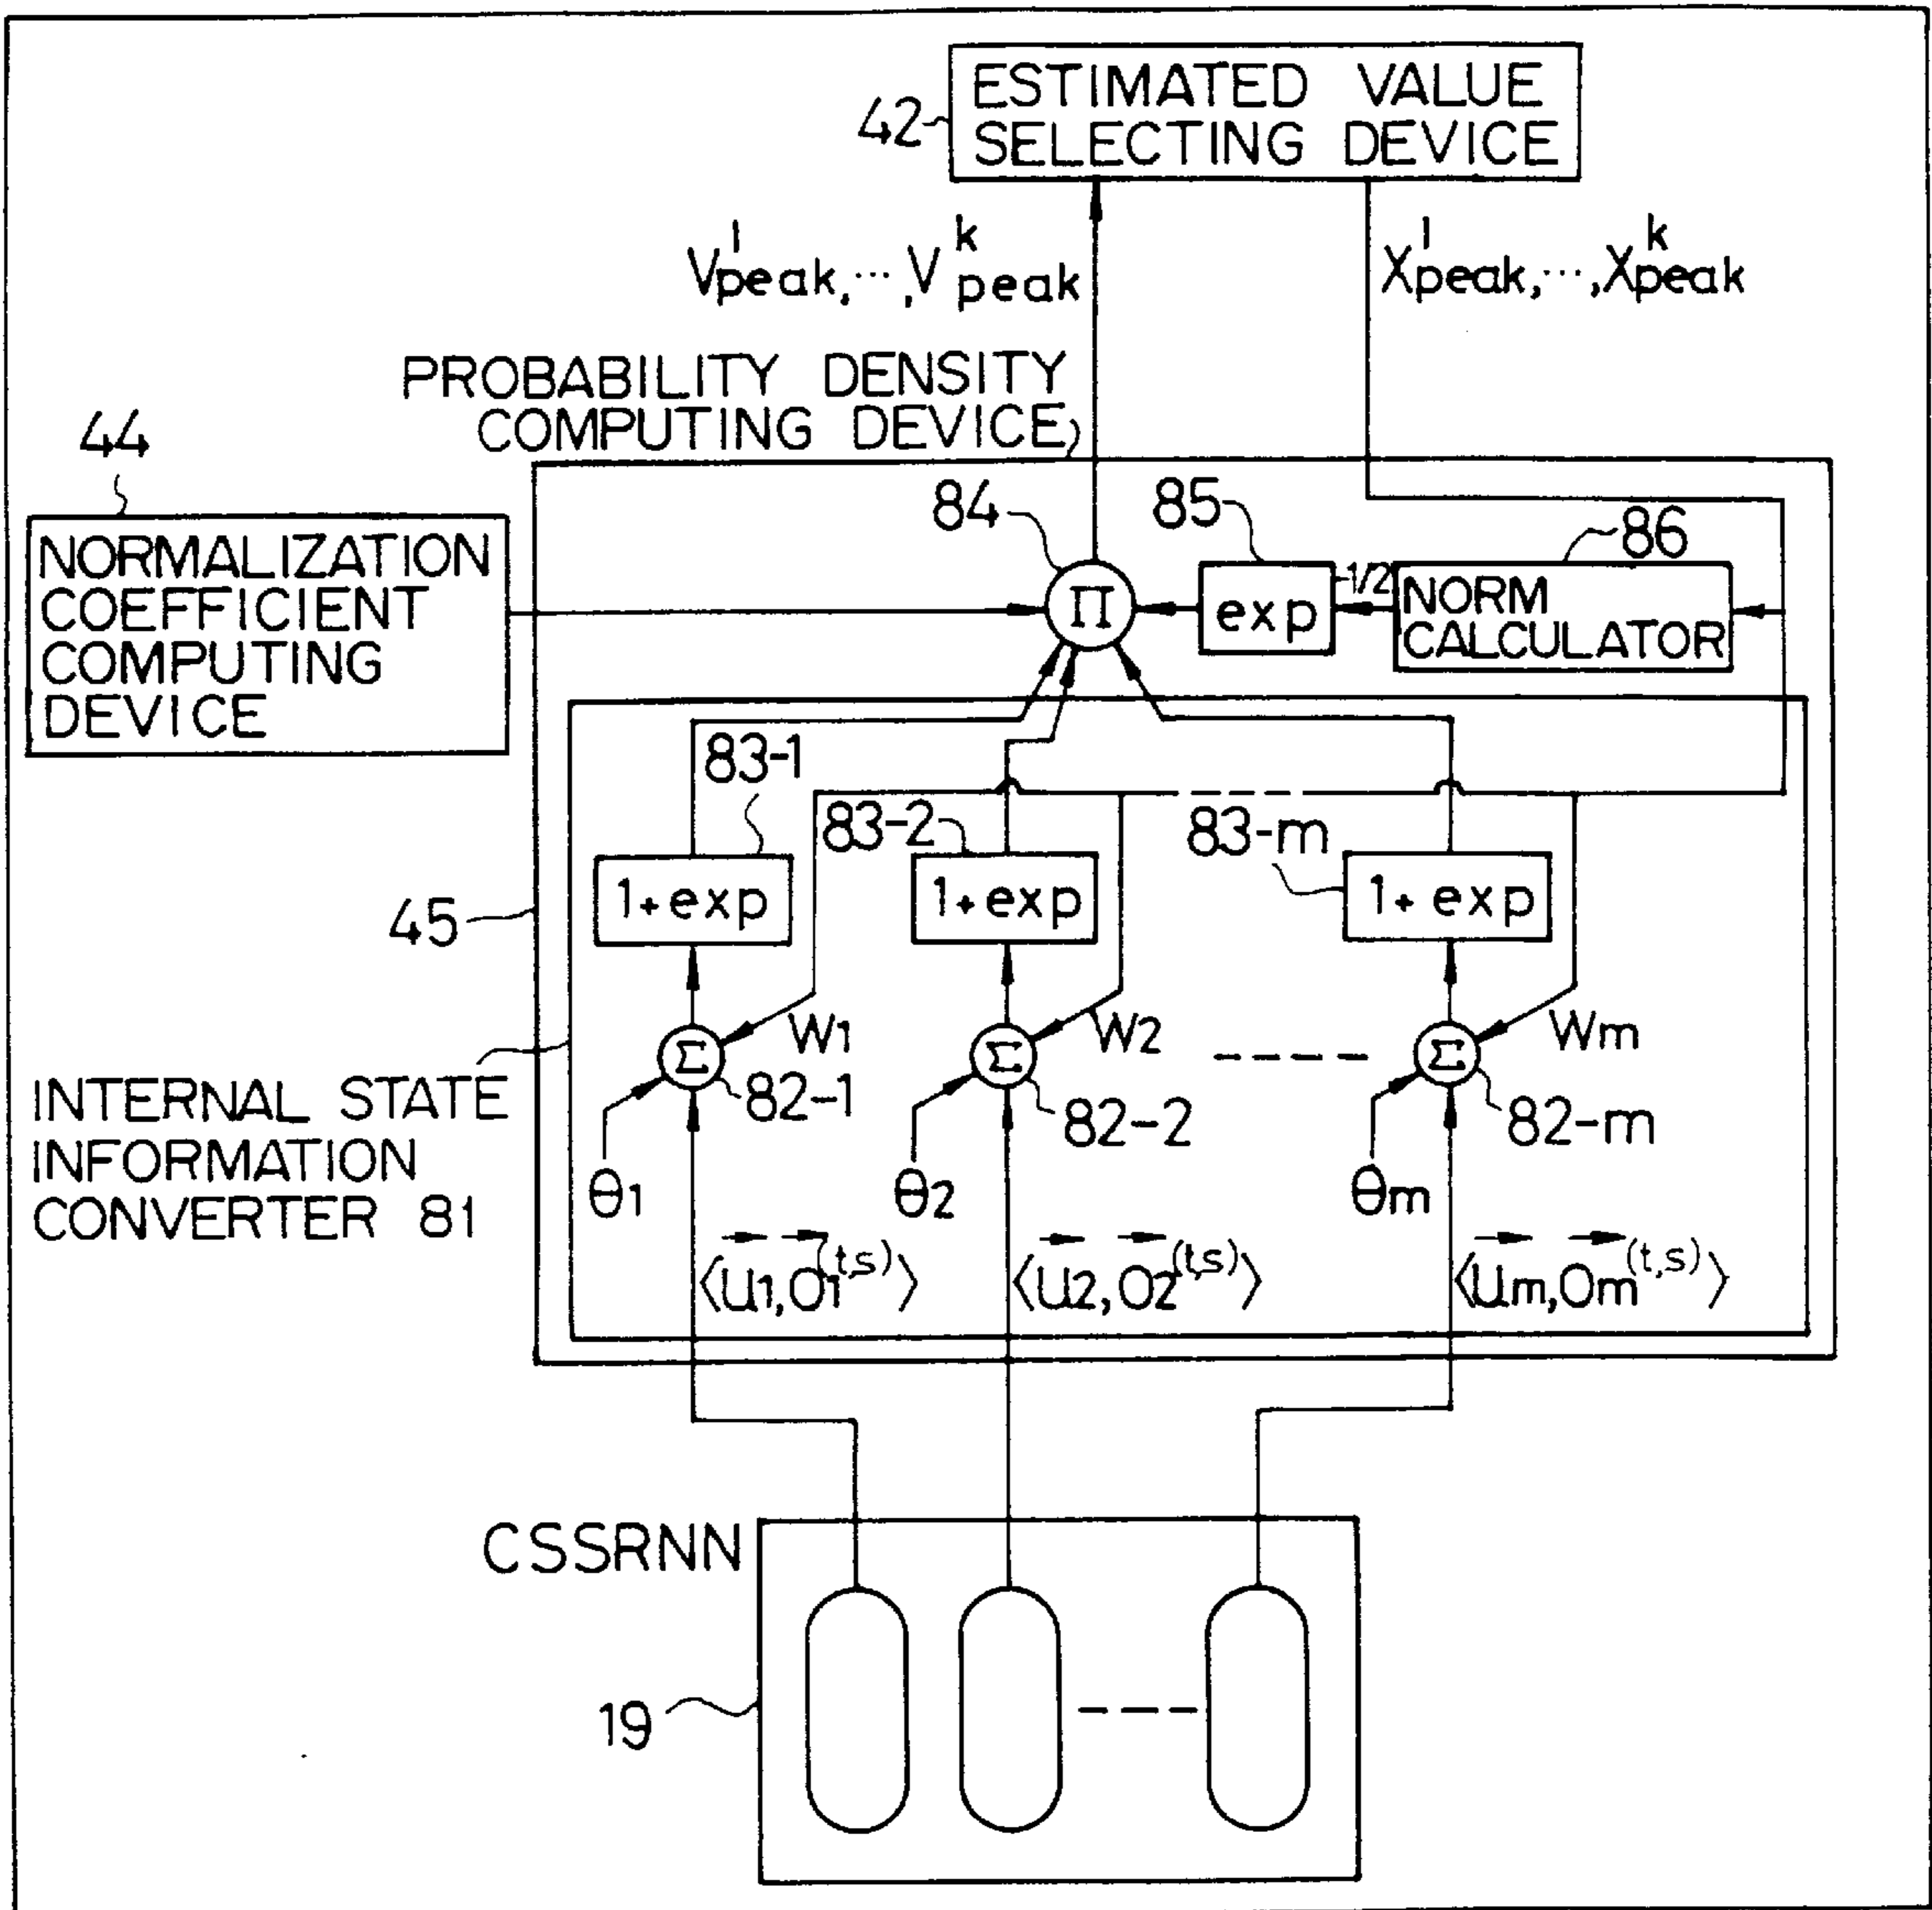 ESTIMATED VALUE
SELECTING DEVICE
42
V¹peak, ··· , Vᵏpeak
X¹peak, ··· , Xᵏpeak
PROBABILITY DENSITY
COMPUTING DEVICE
44
NORMALIZATION
COEFFICIENT
COMPUTING
DEVICE
84
85
86
Π
exp
-1/2
NORM
CALCULATOR
83-1
83-2
83-m
1+exp
1+exp
1+ exp
45
Σ
W1
Σ
W2
----
Σ
Wm
82-1
82-2
82-m
INTERNAL STATE
INFORMATION
CONVERTER 81
θ1
θ2
θm
⟨u1,O1(t,s)⟩
⟨u2,O2(t,s)⟩
⟨um,Om(t,s)⟩
CSSRNN
19